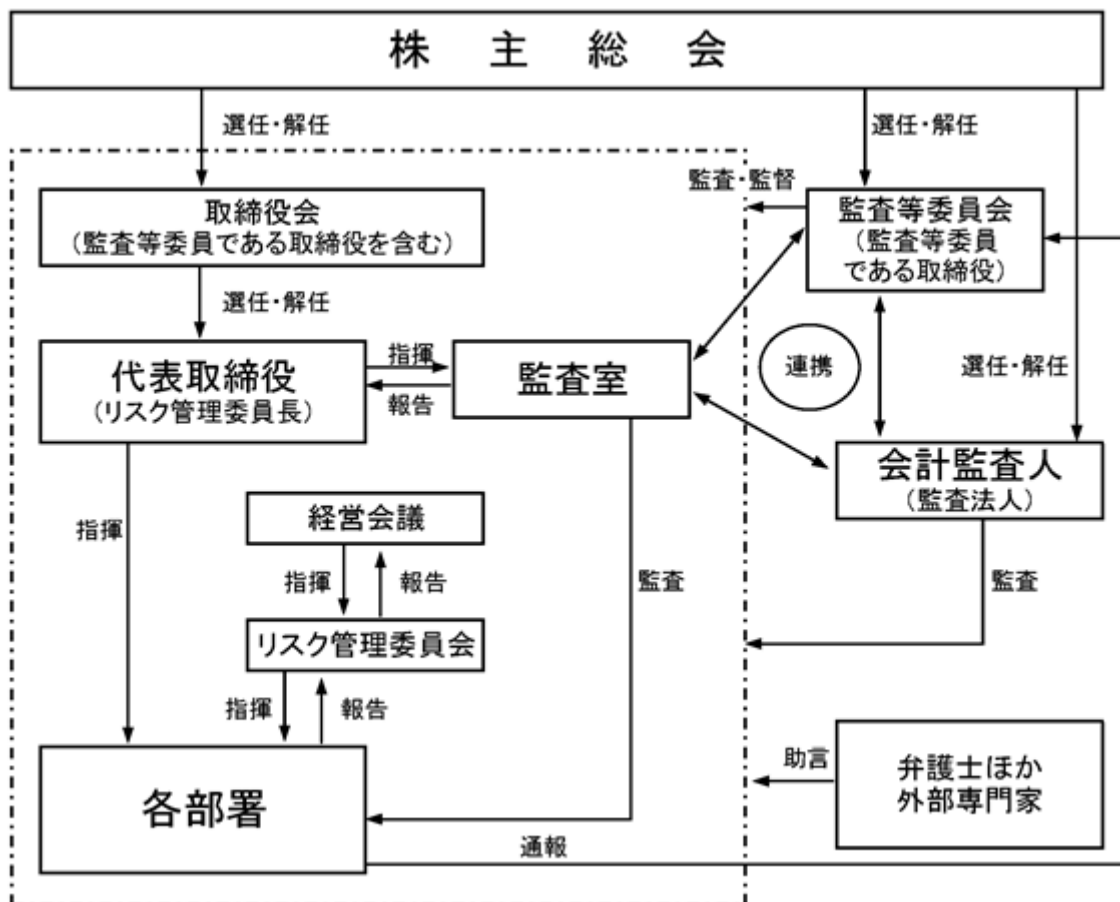 株主総会
選任・解任
選任・解任
監査・監督
取締役会
（監査等委員である取締役を含む）
監査等委員会
（監査等委員
である取締役）
選任・解任
代表取締役
（リスク管理委員長）
指揮
報告
監査室
連携
選任・解任
会計監査人
（監査法人）
指揮
経営会議
指揮
報告
監査
監査
リスク管理委員会
指揮
報告
各部署
助言
弁護士ほか
外部専門家
通報